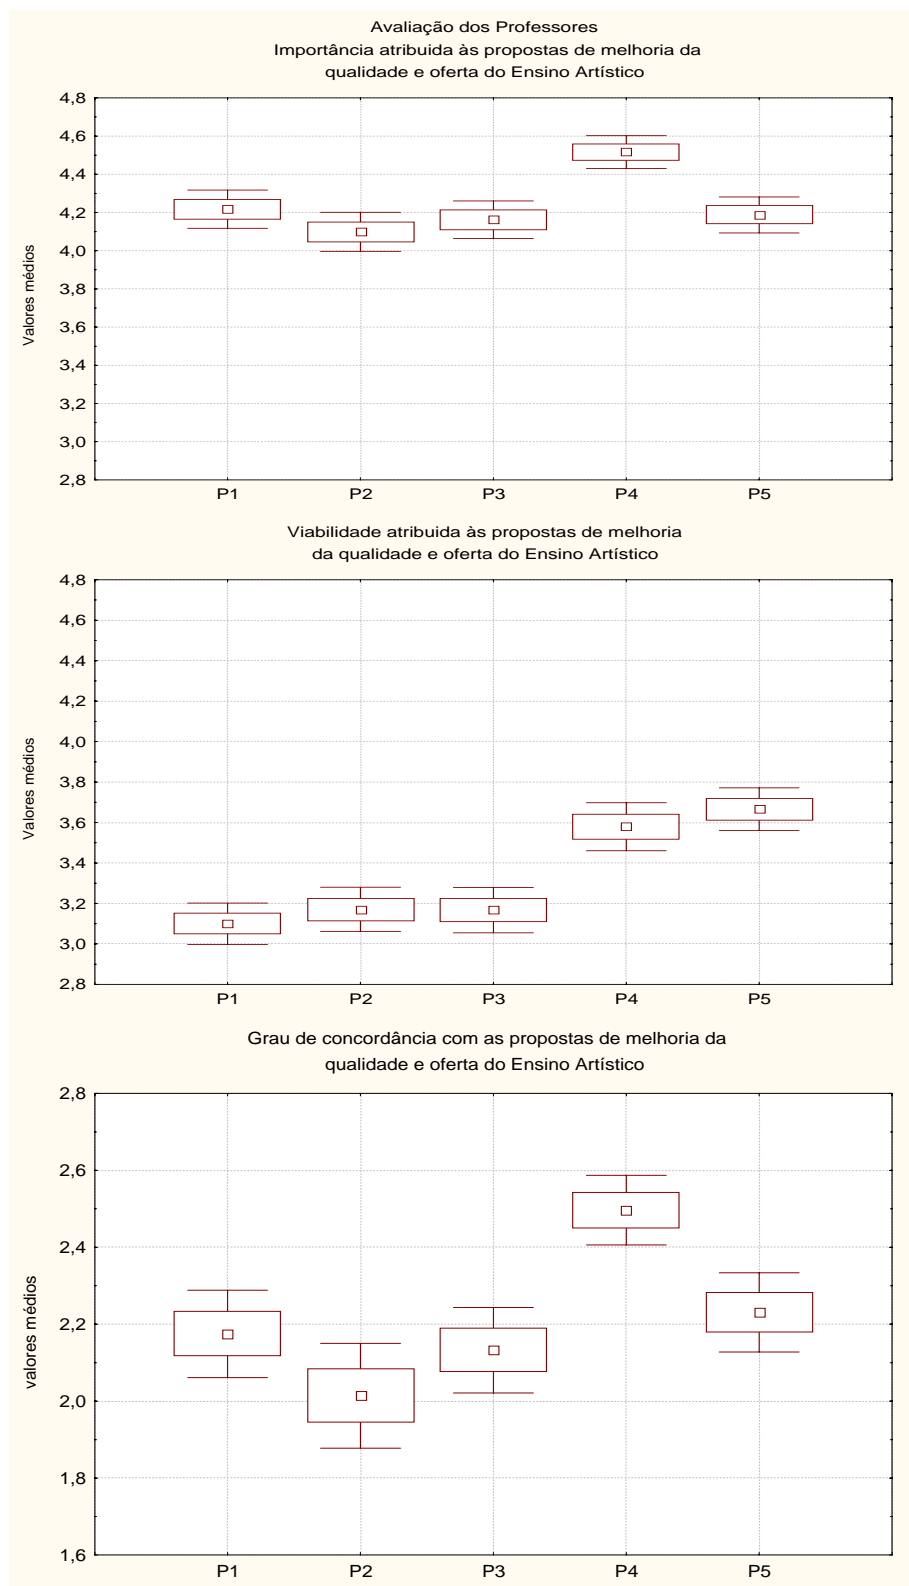 Avaliação dos Professores
Importância atribuida às propostas de melhoria da
qualidade e oferta do Ensino Artístico
4,8
4,6
4,4
4,2
4,0
3,8
3,6
3,4
3,2
3,0
2,8
Valores médios
P1 P2 P3 P4 P5
Viabilidade atribuida às propostas de melhoria
da qualidade e oferta do Ensino Artístico
4,8
4,6
4,4
4,2
4,0
3,8
3,6
3,4
3,2
3,0
2,8
Valores médios
P1 P2 P3 P4 P5
Grau de concordância com as propostas de melhoria da
qualidade e oferta do Ensino Artístico
2,8
2,6
2,4
2,2
2,0
1,8
1,6
valores médios
P1 P2 P3 P4 P5